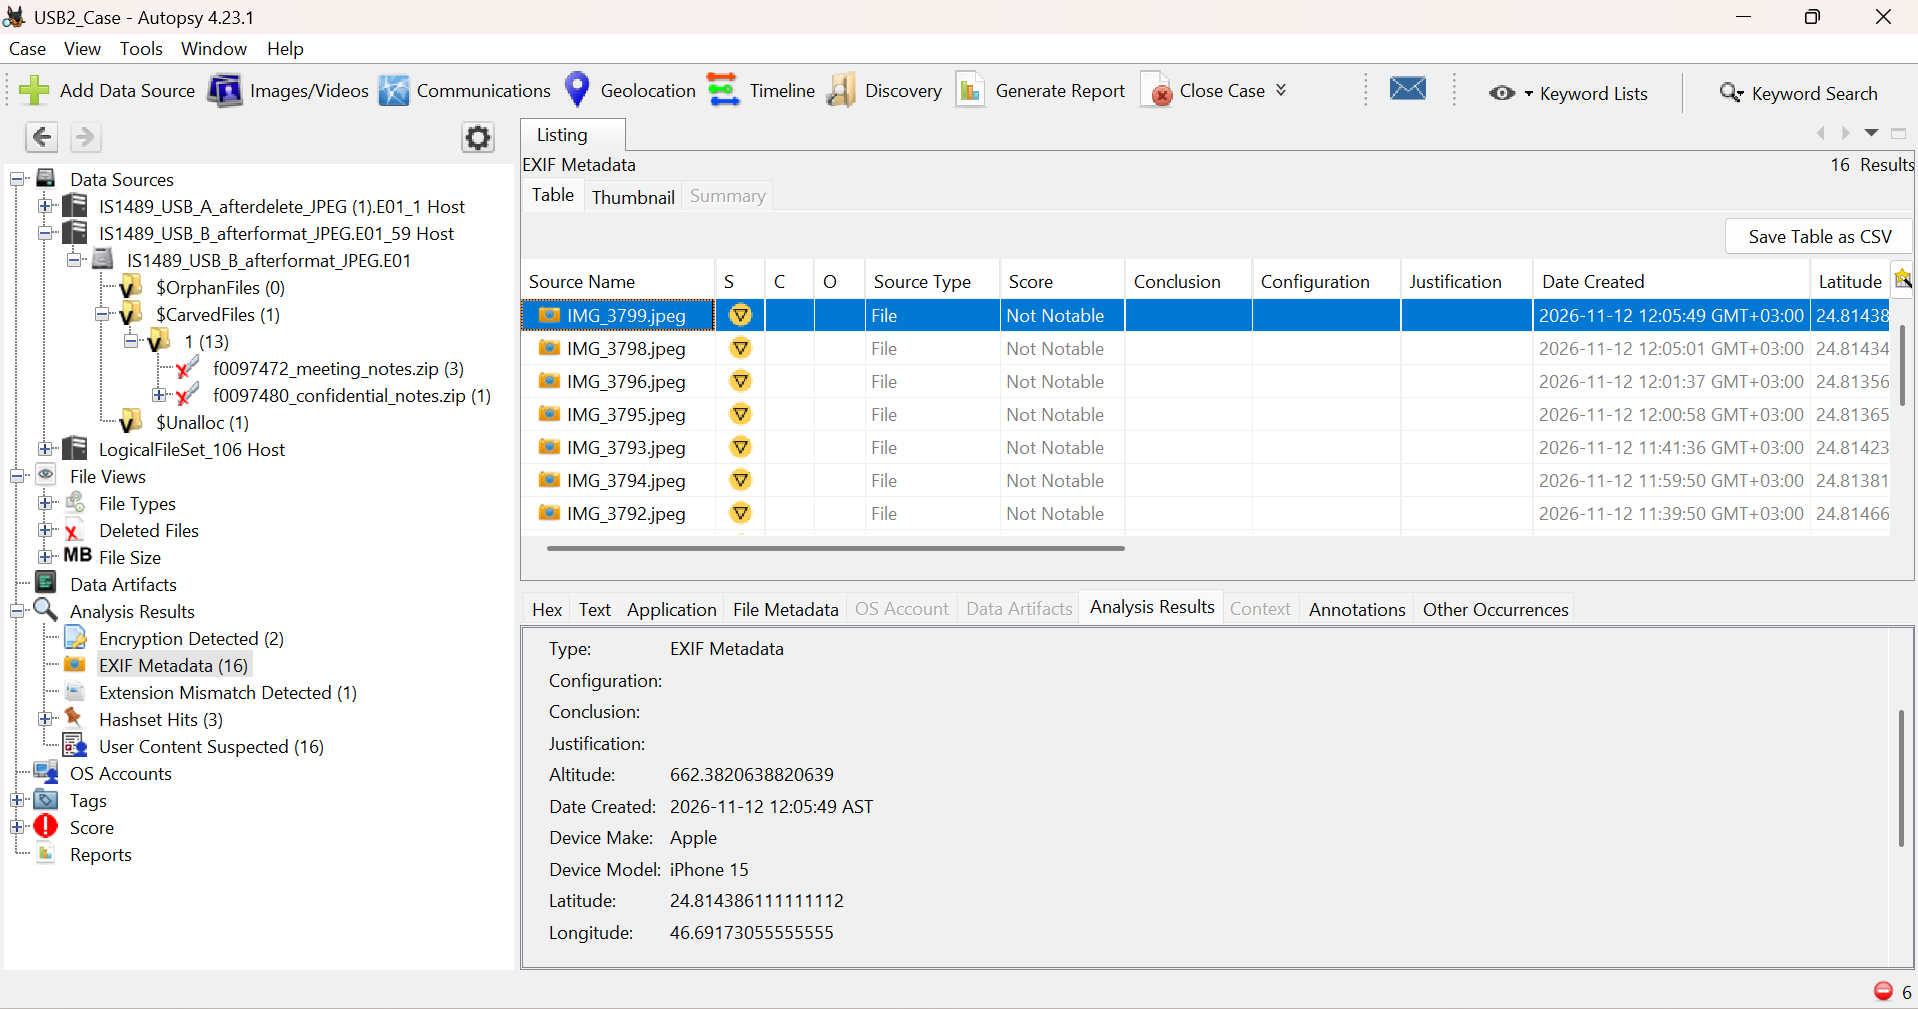 USB2_Case - Autopsy 4.23.1
Case View Tools Window Help
Add Data Source Images/Videos Communications Geolocation Timeline Discovery Generate Report Close Case Keyword Lists Keyword Search
Data Sources
IS1489_USB_A_afterdelete_JPEG (1).E01_1 Host
IS1489_USB_B_afterformat_JPEG.E01_59 Host
IS1489_USB_B_afterformat_JPEG.E01
$OrphanFiles (0)
$CarvedFiles (1)
1 (13)
f0097472_meeting_notes.zip (3)
f0097480_confidential_notes.zip (1)
$Unalloc (1)
LogicalFileSet_106 Host
File Views
File Types
Deleted Files
MB File Size
Data Artifacts
Analysis Results
Encryption Detected (2)
EXIF Metadata (16)
Extension Mismatch Detected (1)
Hashset Hits (3)
User Content Suspected (16)
OS Accounts
Tags
Score
Reports
Listing
EXIF Metadata 16 Results
Table Thumbnail Summary
Save Table as CSV
Source Name S C O Source Type Score Conclusion Configuration Justification Date Created Latitude
IMG_3799.jpeg File Not Notable 2026-11-12 12:05:49 GMT+03:00 24.81438
IMG_3798.jpeg File Not Notable 2026-11-12 12:05:01 GMT+03:00 24.81434
IMG_3796.jpeg File Not Notable 2026-11-12 12:01:37 GMT+03:00 24.81356
IMG_3795.jpeg File Not Notable 2026-11-12 12:00:58 GMT+03:00 24.81365
IMG_3793.jpeg File Not Notable 2026-11-12 11:41:36 GMT+03:00 24.81423
IMG_3794.jpeg File Not Notable 2026-11-12 11:59:50 GMT+03:00 24.81381
IMG_3792.jpeg File Not Notable 2026-11-12 11:39:50 GMT+03:00 24.81466
Hex Text Application File Metadata OS Account Data Artifacts Analysis Results Context Annotations Other Occurrences
Type: EXIF Metadata
Configuration:
Conclusion:
Justification:
Altitude: 662.3820638820639
Date Created: 2026-11-12 12:05:49 AST
Device Make: Apple
Device Model: iPhone 15
Latitude: 24.814386111111112
Longitude: 46.69173055555555
6